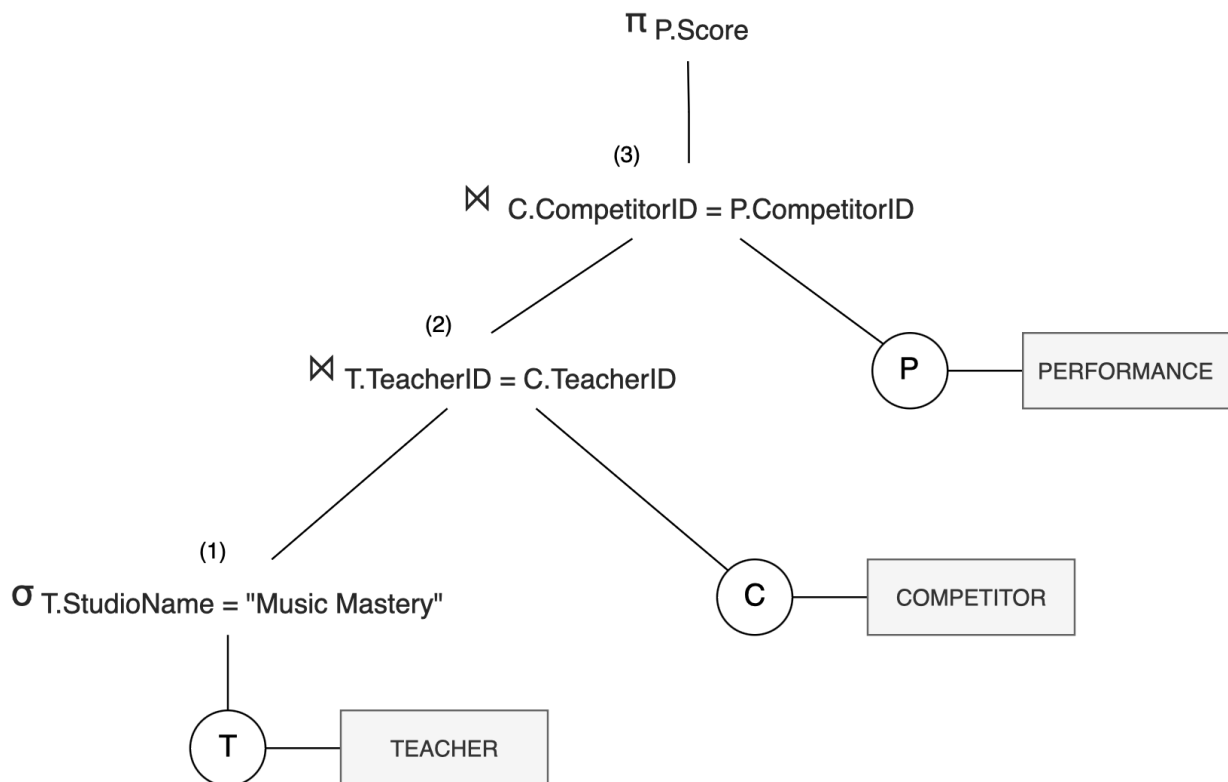 π P.Score
(3)
⋈ C.CompetitorID = P.CompetitorID
(2)
⋈ T.TeacherID = C.TeacherID
P
PERFORMANCE
(1)
σ T.StudioName = "Music Mastery"
C
COMPETITOR
T
TEACHER